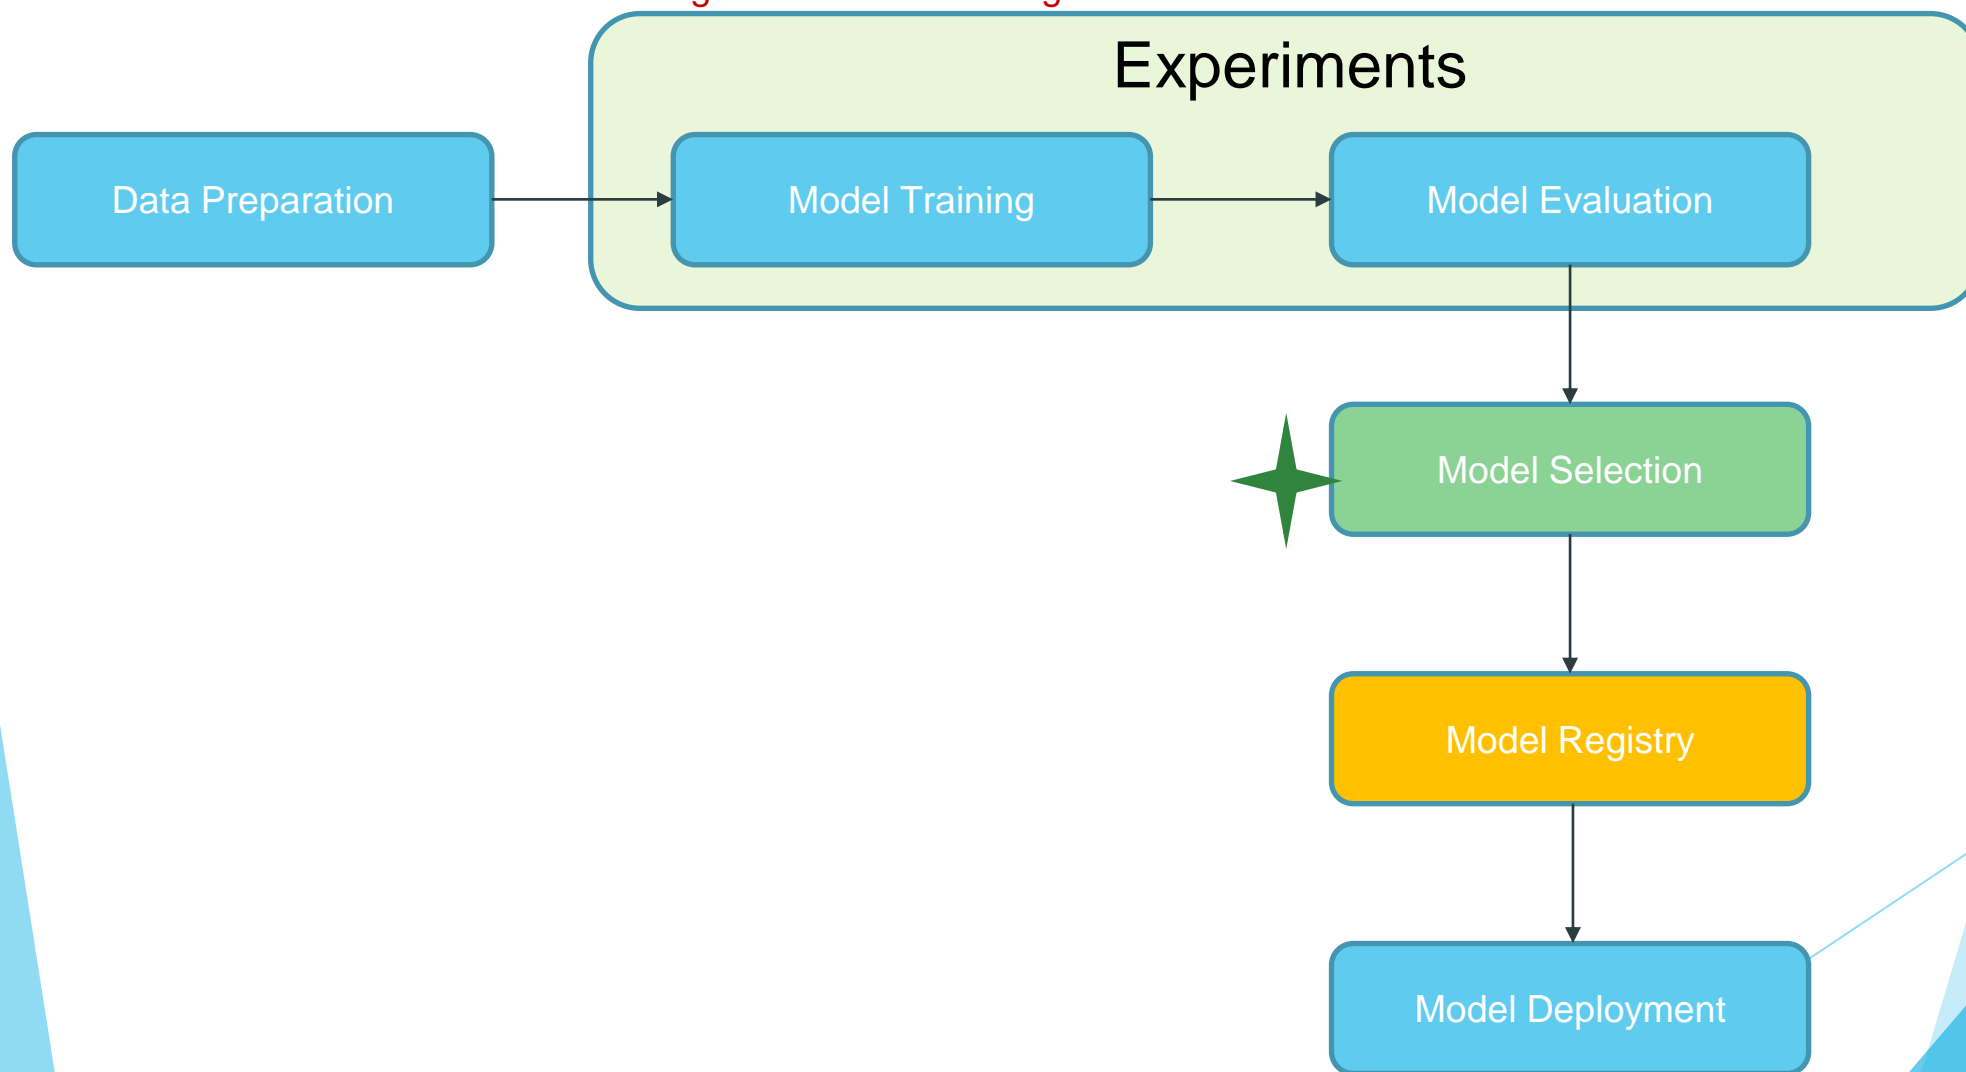 Experiments
Data Preparation
Model Training
Model Evaluation
Model Selection
Model Registry
Model Deployment